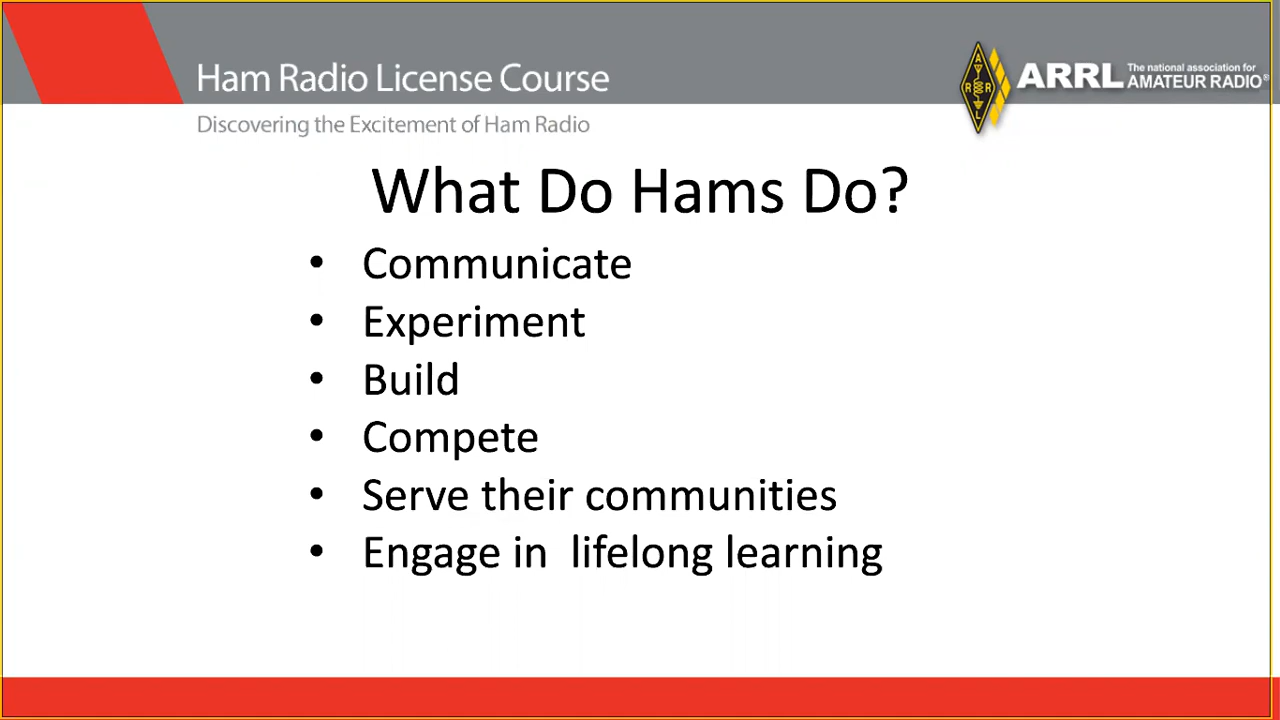 Ham Radio License Course
Discovering the Excitement of Ham Radio
A
R R
L
ARRL The national association for
AMATEUR RADIO®
What Do Hams Do?
• Communicate
• Experiment
• Build
• Compete
• Serve their communities
• Engage in  lifelong learning